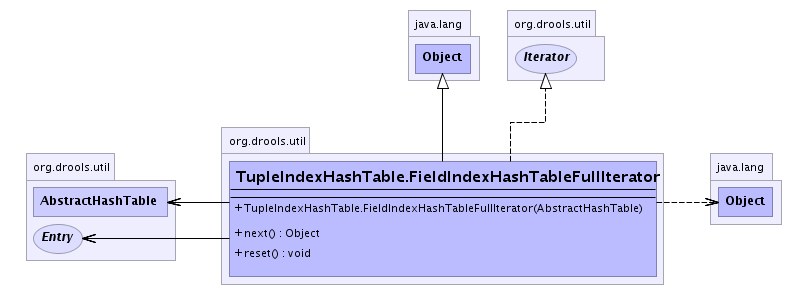 java.lang
Object
org.drools.util
Iterator
org.drools.util
TupleIndexHashTable.FieldIndexHashTableFullIterator
+TupleIndexHashTable.FieldIndexHashTableFullIterator(AbstractHashTable)
+next() : Object
+reset() : void
org.drools.util
AbstractHashTable
Entry
java.lang
Object